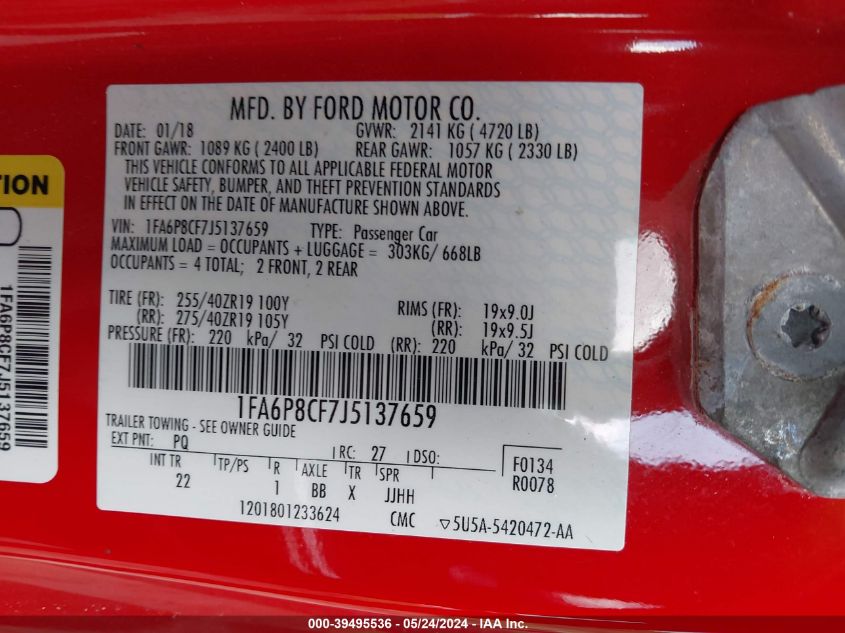 MFD. BY FORD MOTOR CO.
DATE: 01/18 GVWR: 2141 KG ( 4720 LB)
FRONT GAWR: 1089 KG ( 2400 LB) REAR GAWR: 1057 KG ( 2330 LB)
THIS VEHICLE CONFORMS TO ALL APPLICABLE FEDERAL MOTOR
VEHICLE SAFETY, BUMPER, AND THEFT PREVENTION STANDARDS
IN EFFECT ON THE DATE OF MANUFACTURE SHOWN ABOVE.
VIN: 1FA6P8CF7J5137659 TYPE: Passenger Car
MAXIMUM LOAD = OCCUPANTS + LUGGAGE = 303KG/ 668LB
OCCUPANTS = 4 TOTAL; 2 FRONT, 2 REAR
TIRE (FR): 255/40ZR19 100Y RIMS (FR): 19x9.0J
(RR): 275/40ZR19 105Y (RR): 19x9.5J
PRESSURE (FR): 220 kPa/ 32 PSI COLD (RR): 220 kPa/ 32 PSI COLD
1FA6P8CF7J5137659
TRAILER TOWING - SEE OWNER GUIDE
EXT PNT: PQ RC: 27 DSO: F0134
R0078
INT TR TP/PS R AXLE TR SPR
22 1 BB X JJHH
1201801233624 CMC ▽5U5A-5420472-AA
TION
1FA6P8CF7J5137659
000-39495536 - 05/24/2024 - IAA Inc.